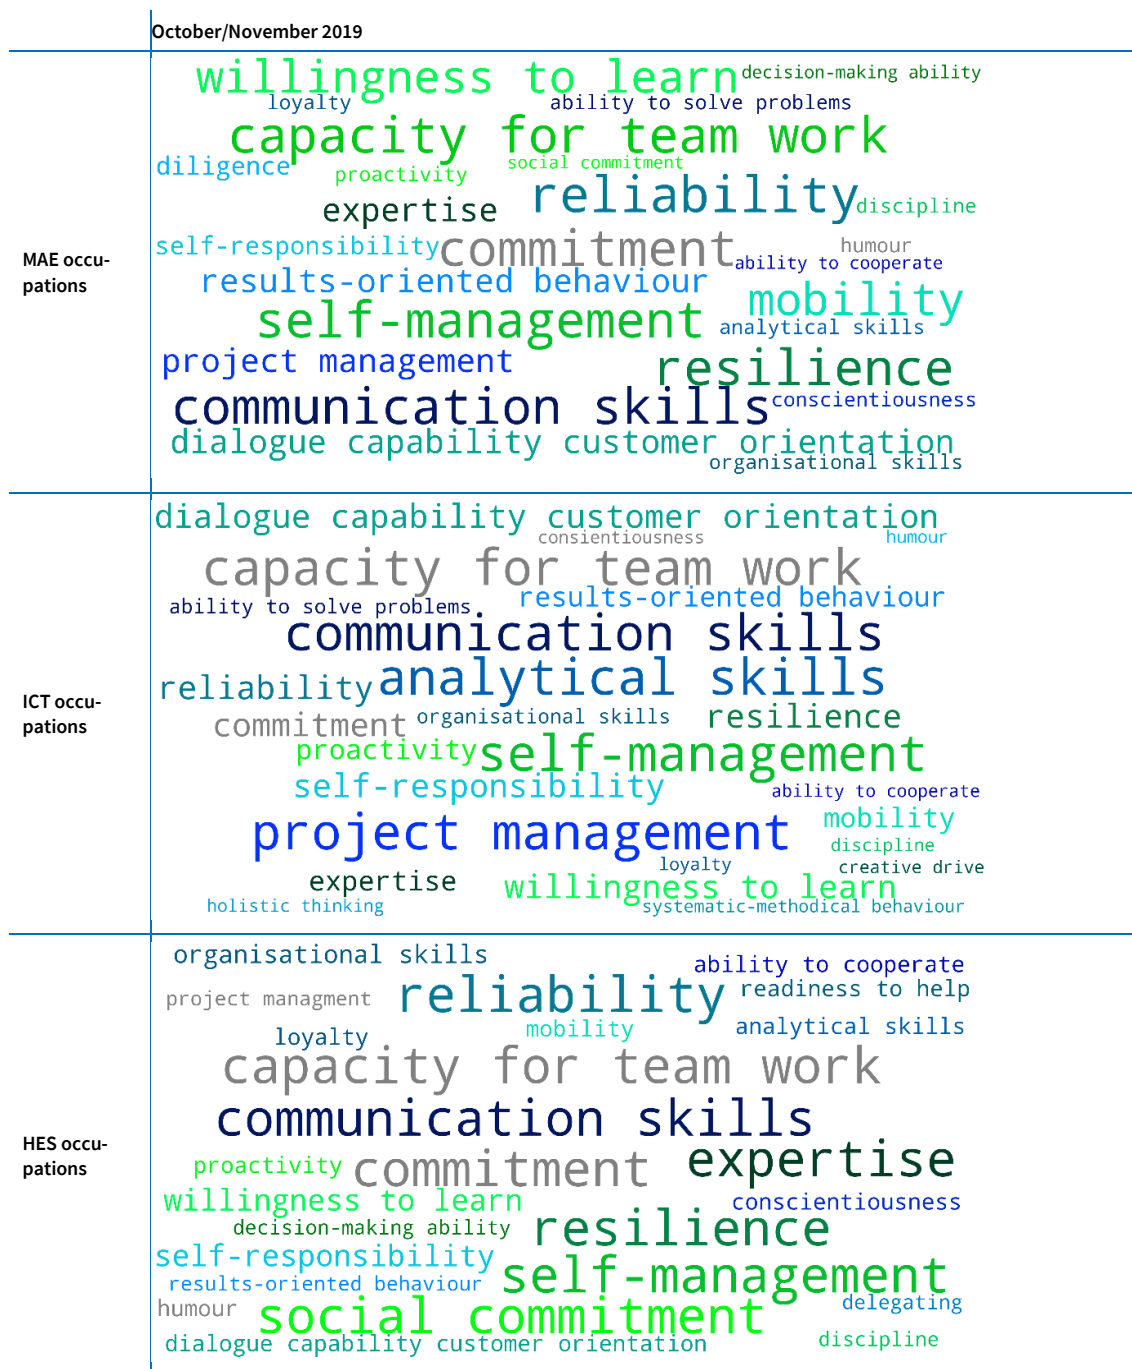 October/November 2019
MAE occu-
pations
willingness to learn
decision-making ability
loyalty
ability to solve problems
capacity for team work
diligence
proactivity
social commitment
reliability
expertise
discipline
self-responsibility
commitment
humour
ability to cooperate
results-oriented behaviour
mobility
self-management
analytical skills
project management
resilience
communication skills
conscientiousness
dialogue capability customer orientation
organisational skills
ICT occu-
pations
dialogue capability customer orientation
consientiousness
humour
capacity for team work
results-oriented behaviour
ability to solve problems
communication skills
analytical skills
reliability
commitment
organisational skills
resilience
proactivity
self-management
self-responsibility
ability to cooperate
project management
mobility
discipline
loyalty
creative drive
expertise
willingness to learn
holistic thinking
systematic-methodical behaviour
HES occu-
pations
organisational skills
ability to cooperate
project managment
reliability
readiness to help
loyalty
mobility
analytical skills
capacity for team work
communication skills
proactivity
commitment
expertise
willingness to learn
conscientiousness
decision-making ability
resilience
self-responsibility
self-management
results-oriented behaviour
humour
social commitment
delegating
dialogue capability customer orientation
discipline